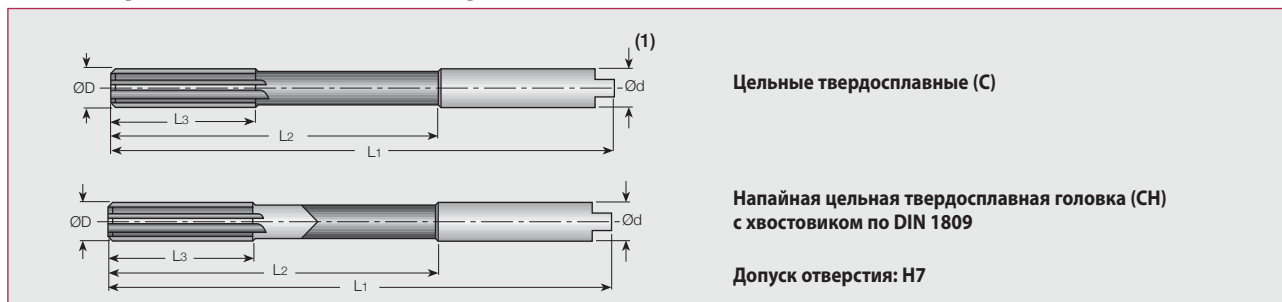 (1)
ØD
Ød
L3
L2
L1
Цельные твердосплавные (C)
ØD
Ød
L3
L2
L1
Напайная цельная твердосплавная головка (CH)
с хвостовиком по DIN 1809
Допуск отверстия: H7